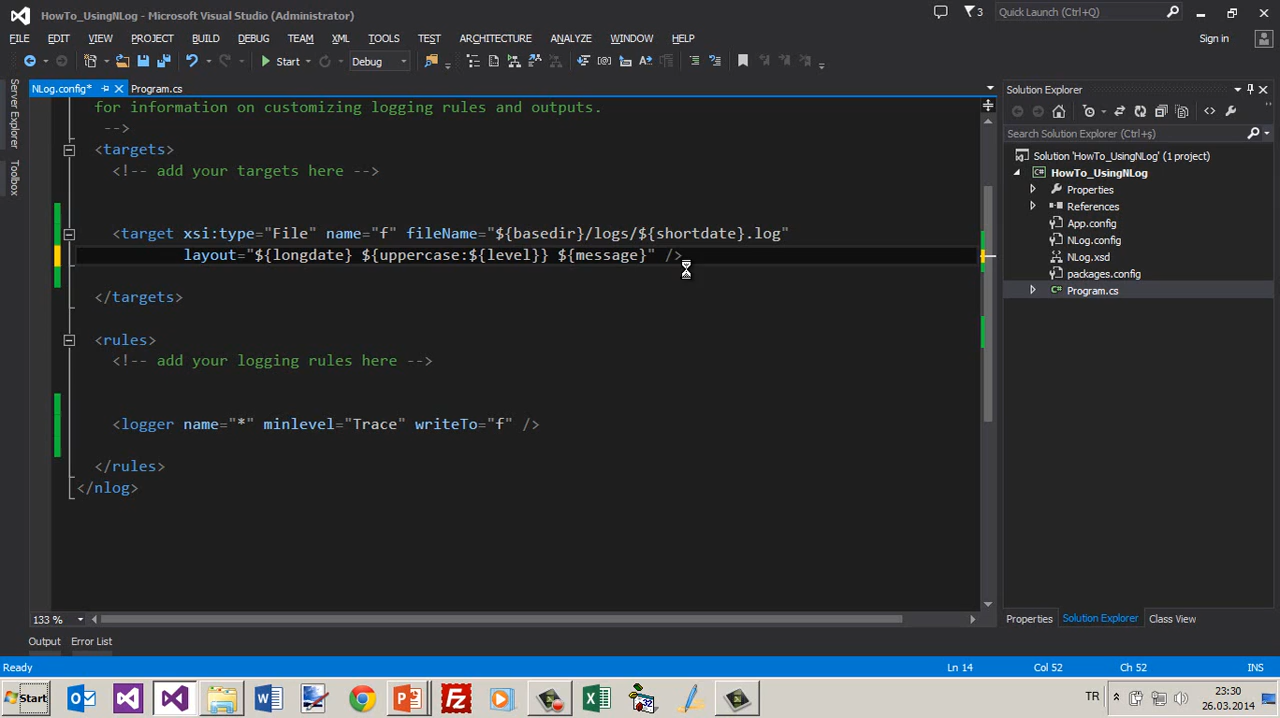 HowTo_UsingNLog - Microsoft Visual Studio (Administrator)
3
Quick Launch (Ctrl+Q)
FILE EDIT VIEW PROJECT BUILD DEBUG TEAM XML TOOLS TEST ARCHITECTURE ANALYZE WINDOW HELP
Sign in
Start
Debug
Server Explorer
Toolbox
NLog.config*
Program.cs
for information on customizing logging rules and outputs.
-->
<targets>
<!-- add your targets here -->
<target xsi:type="File" name="f" fileName="${basedir}/logs/${shortdate}.log"
layout="${longdate} ${uppercase:${level}} ${message}" />
</targets>
<rules>
<!-- add your logging rules here -->
<logger name="*" minlevel="Trace" writeTo="f" />
</rules>
</nlog>
133 %
Output
Error List
Solution Explorer
Search Solution Explorer (Ctrl+ş)
Solution 'HowTo_UsingNLog' (1 project)
HowTo_UsingNLog
Properties
References
App.config
NLog.config
NLog.xsd
packages.config
Program.cs
Properties
Solution Explorer
Class View
Ready
Ln 14
Col 52
Ch 52
INS
Start
32
TR
23:30
26.03.2014